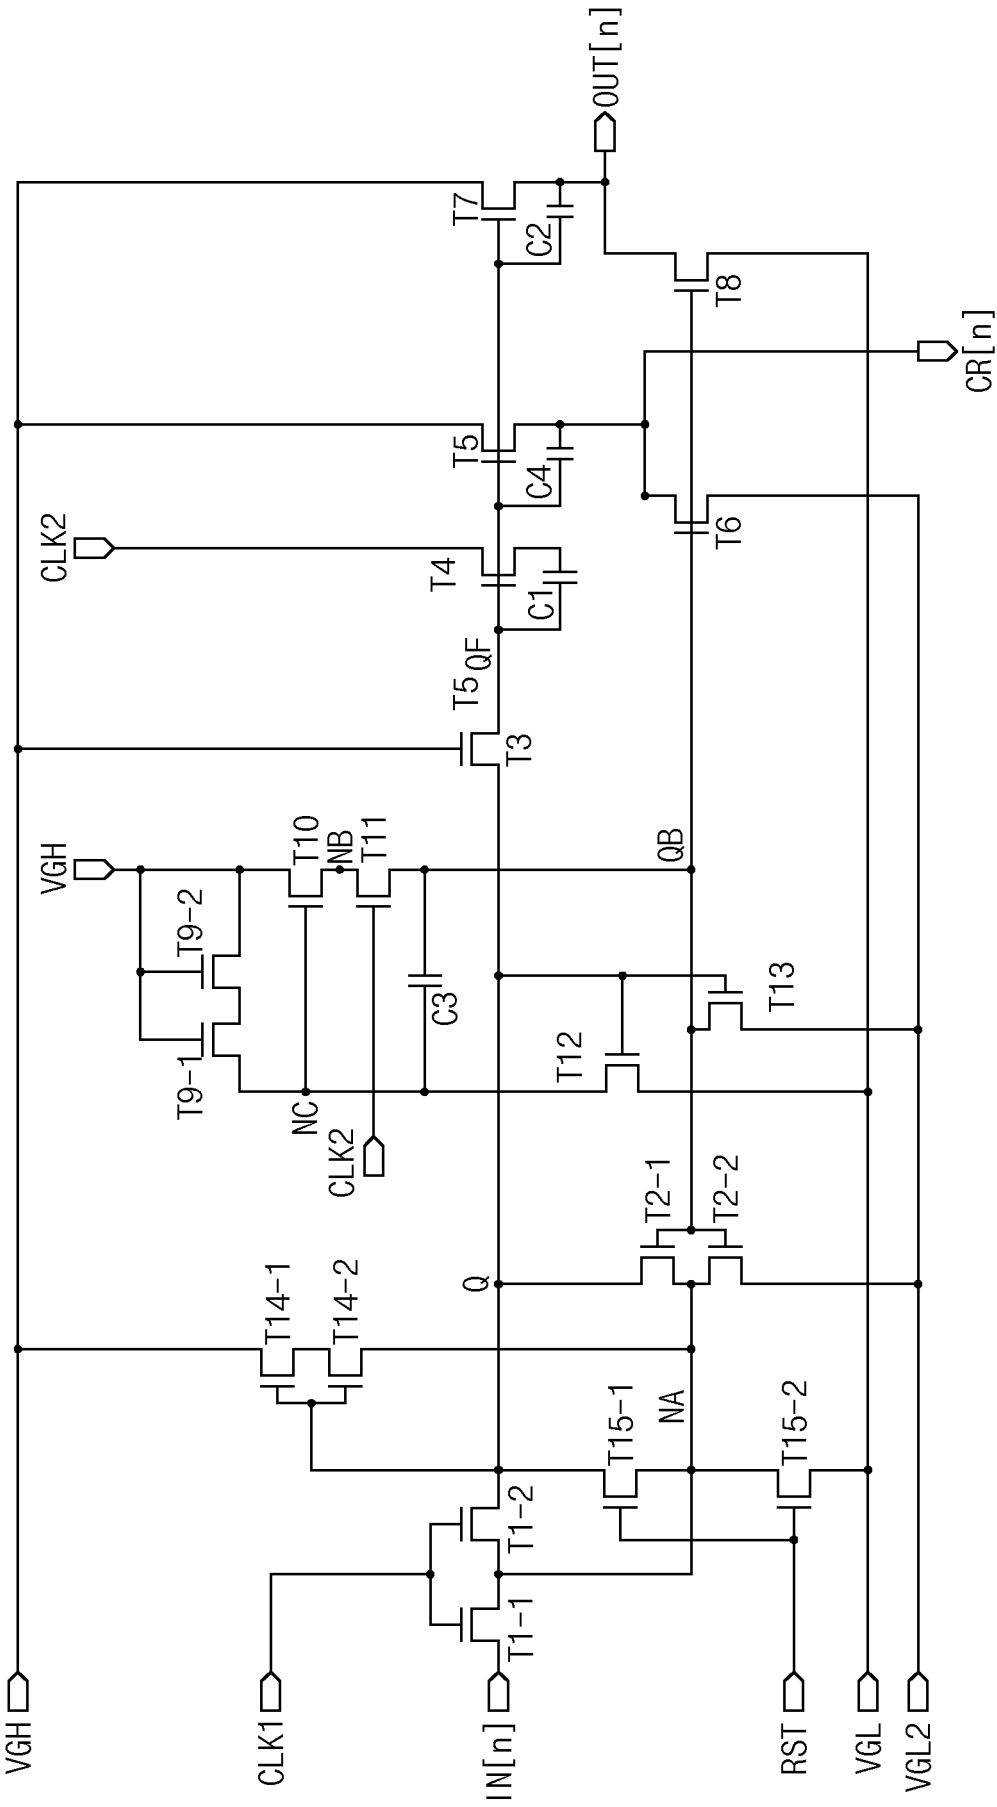 VGH
CLK1
IN[n]
RST
VGL
VGL2
T1-1
T1-2
T14-1
T14-2
T15-1
NA
T15-2
Q
T2-1
T2-2
CLK2
NC
T9-1
T9-2
VGH
T10
NB
T11
C3
T12
T13
QB
T3
T5
QF
CLK2
T4
C1
T5
C4
T6
CR[n]
T7
C2
T8
OUT[n]